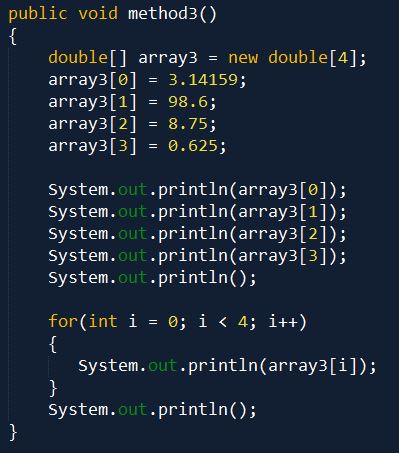 public void method3()
{
    double[] array3 = new double[4];
    array3[0] = 3.14159;
    array3[1] = 98.6;
    array3[2] = 8.75;
    array3[3] = 0.625;

    System.out.println(array3[0]);
    System.out.println(array3[1]);
    System.out.println(array3[2]);
    System.out.println(array3[3]);
    System.out.println();

    for(int i = 0; i < 4; i++)
    {
       System.out.println(array3[i]);
    }
    System.out.println();
}